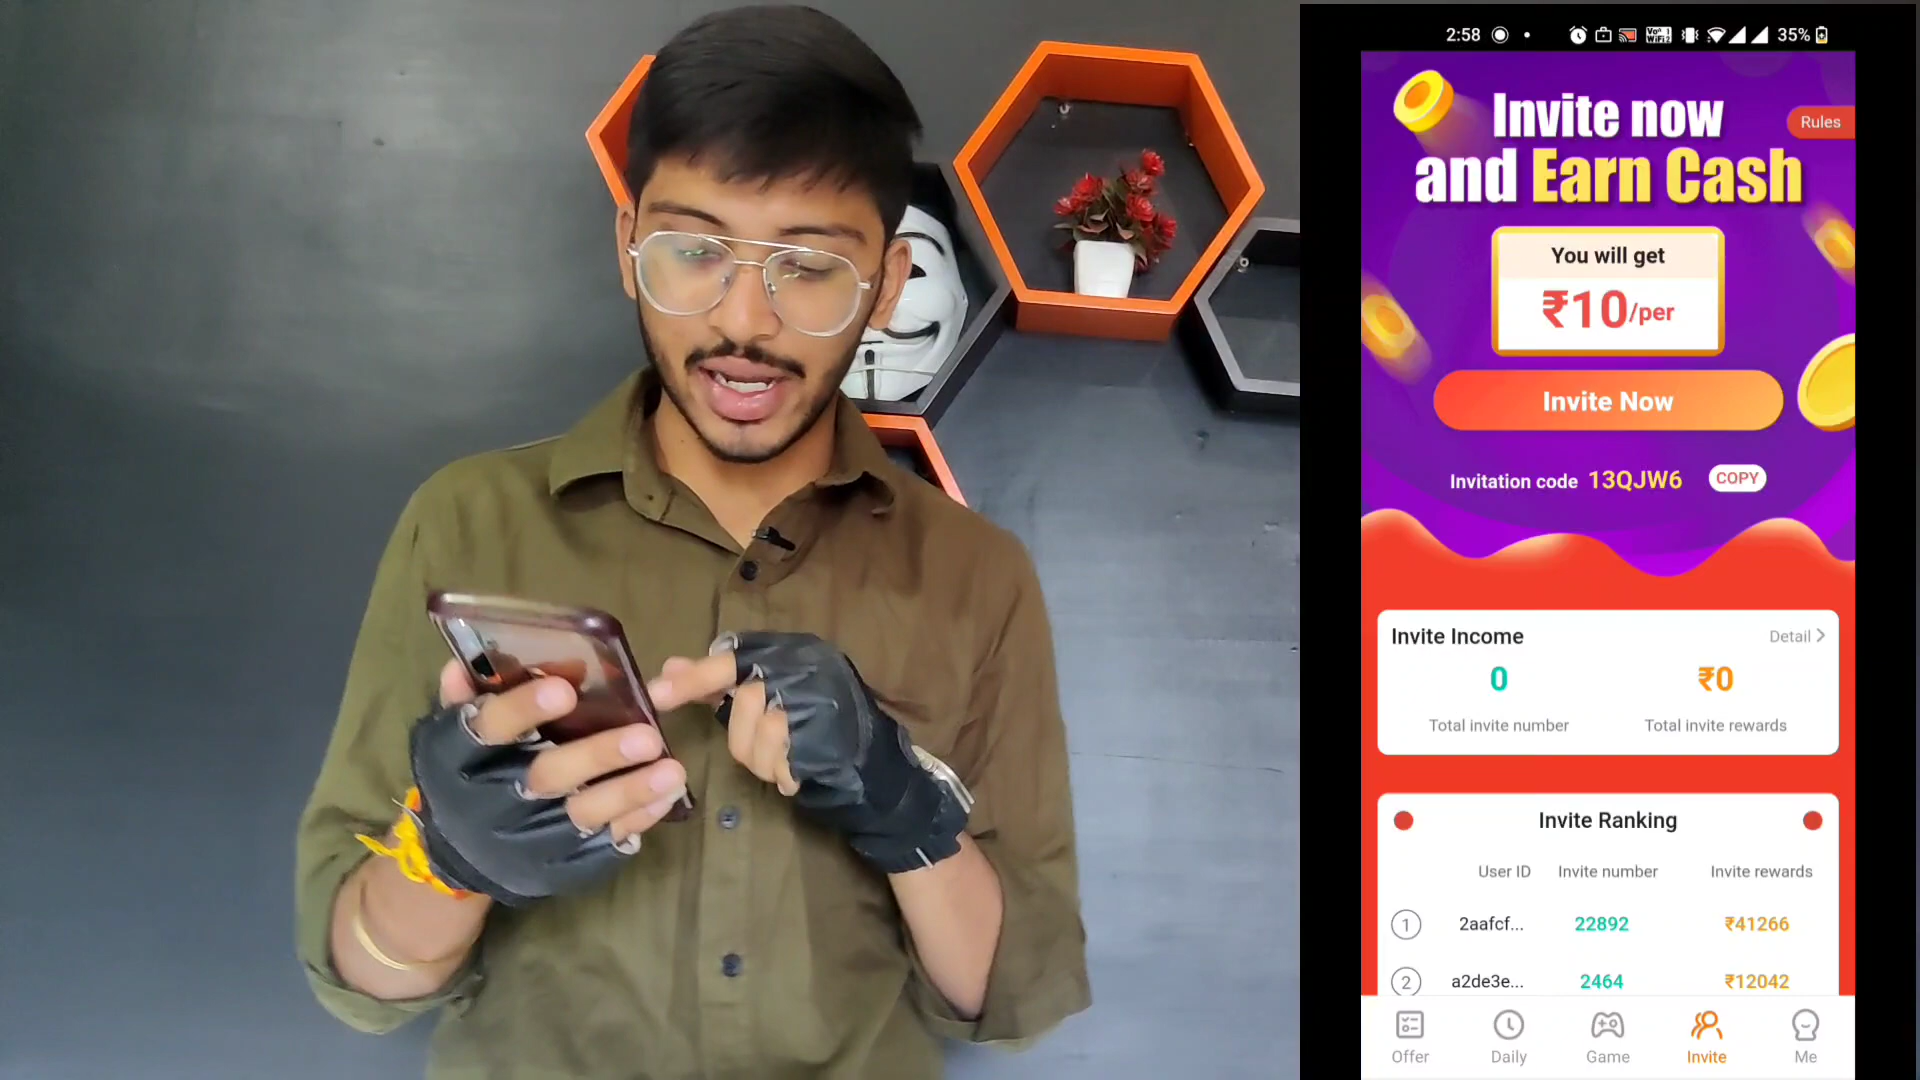 2:58 35%
Invite now
and Earn Cash
Rules
You will get
₹10/per
Invite Now
Invitation code 13QJW6 COPY
Invite Income Detail
0 ₹0
Total invite number Total invite rewards
Invite Ranking
User ID Invite number Invite rewards
1 2aafcf... 22892 ₹41266
2 a2de3e... 2464 ₹12042
Offer Daily Game Invite Me